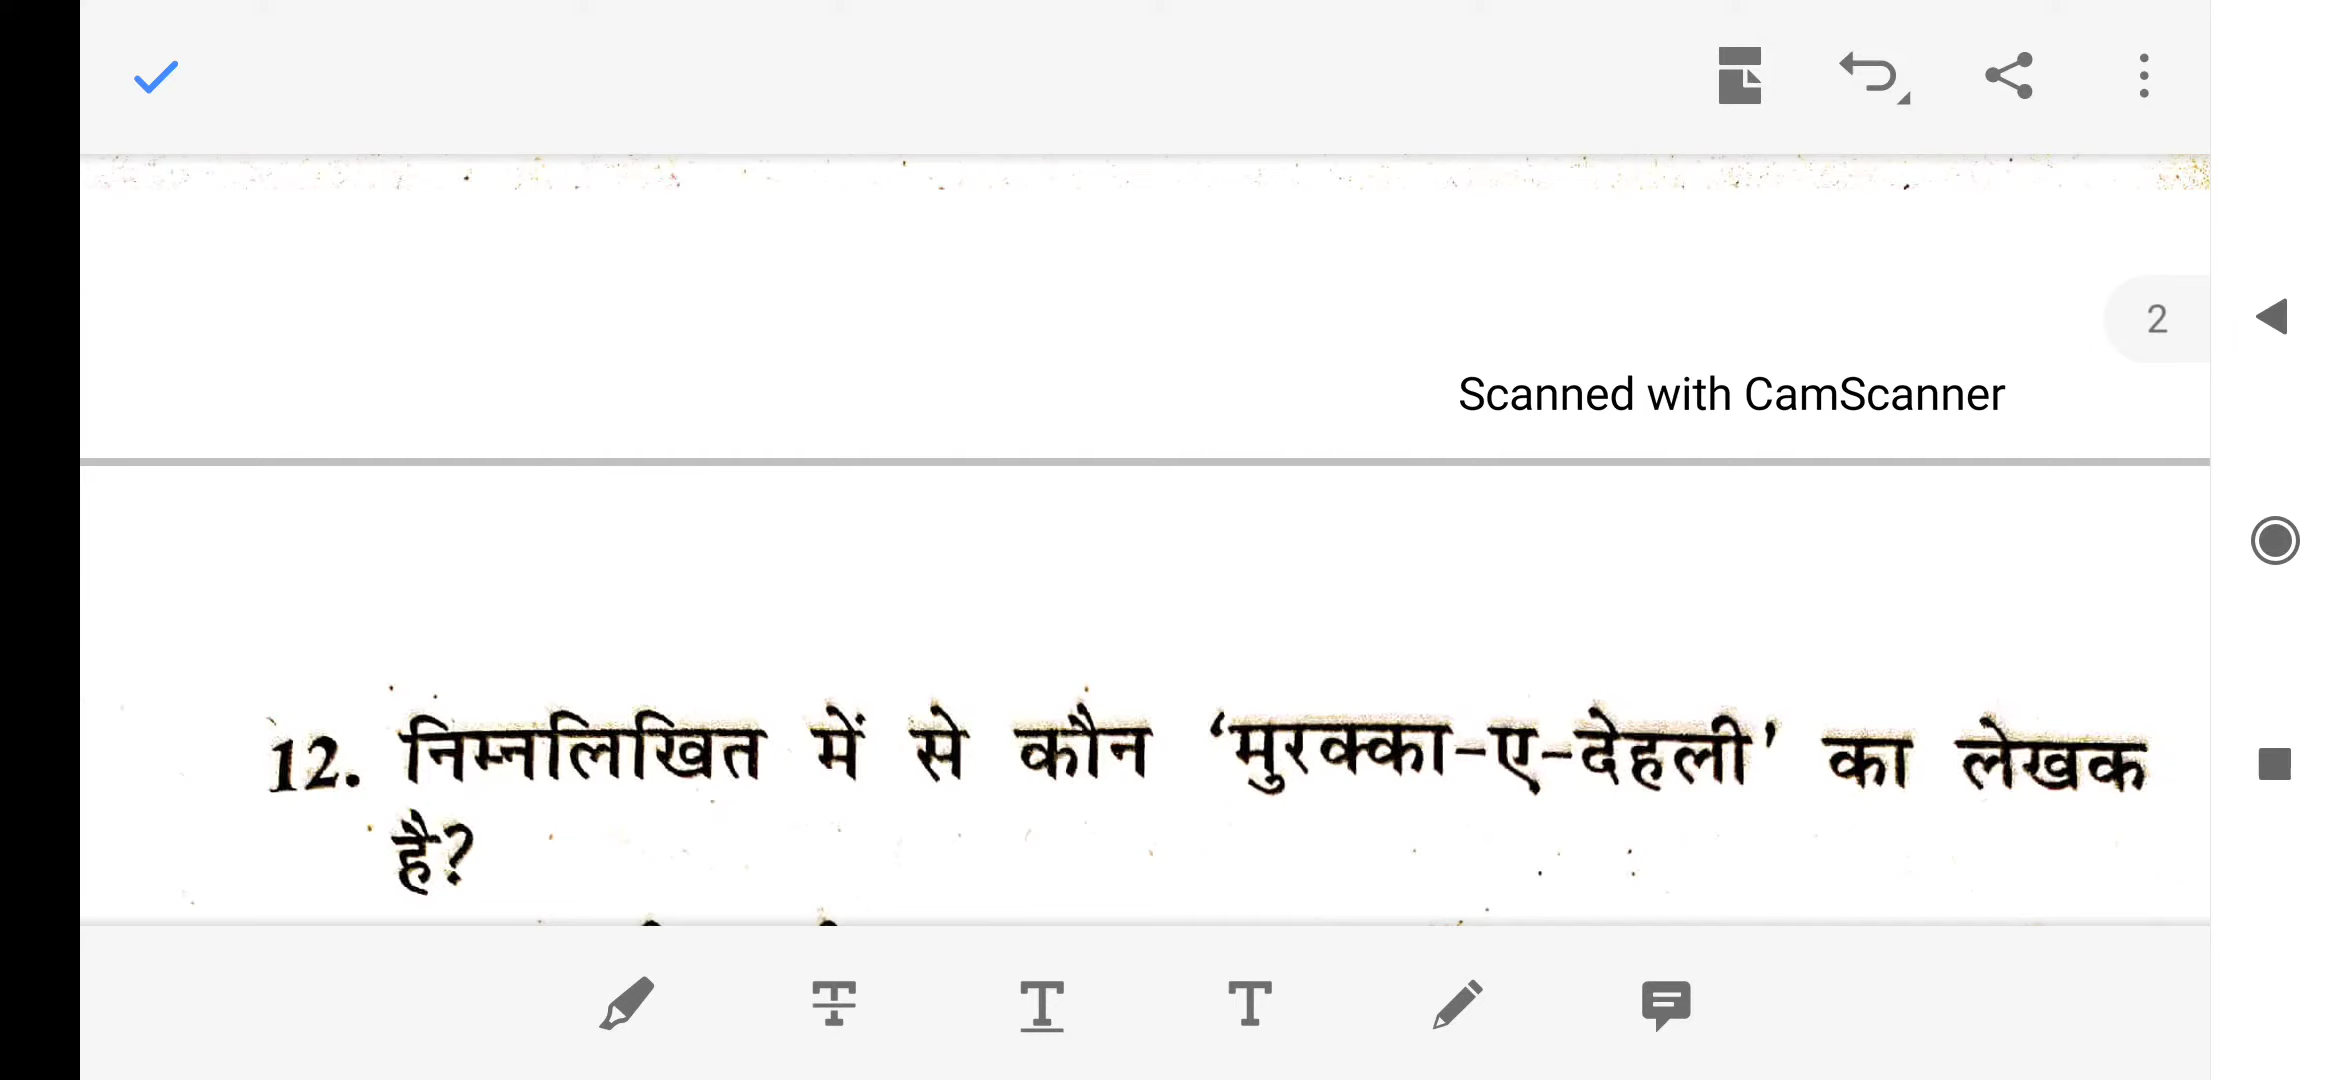 2
Scanned with CamScanner
12. निम्नलिखित में से कौन ‘मुरक्का-ए-देहली’ का लेखक
है?